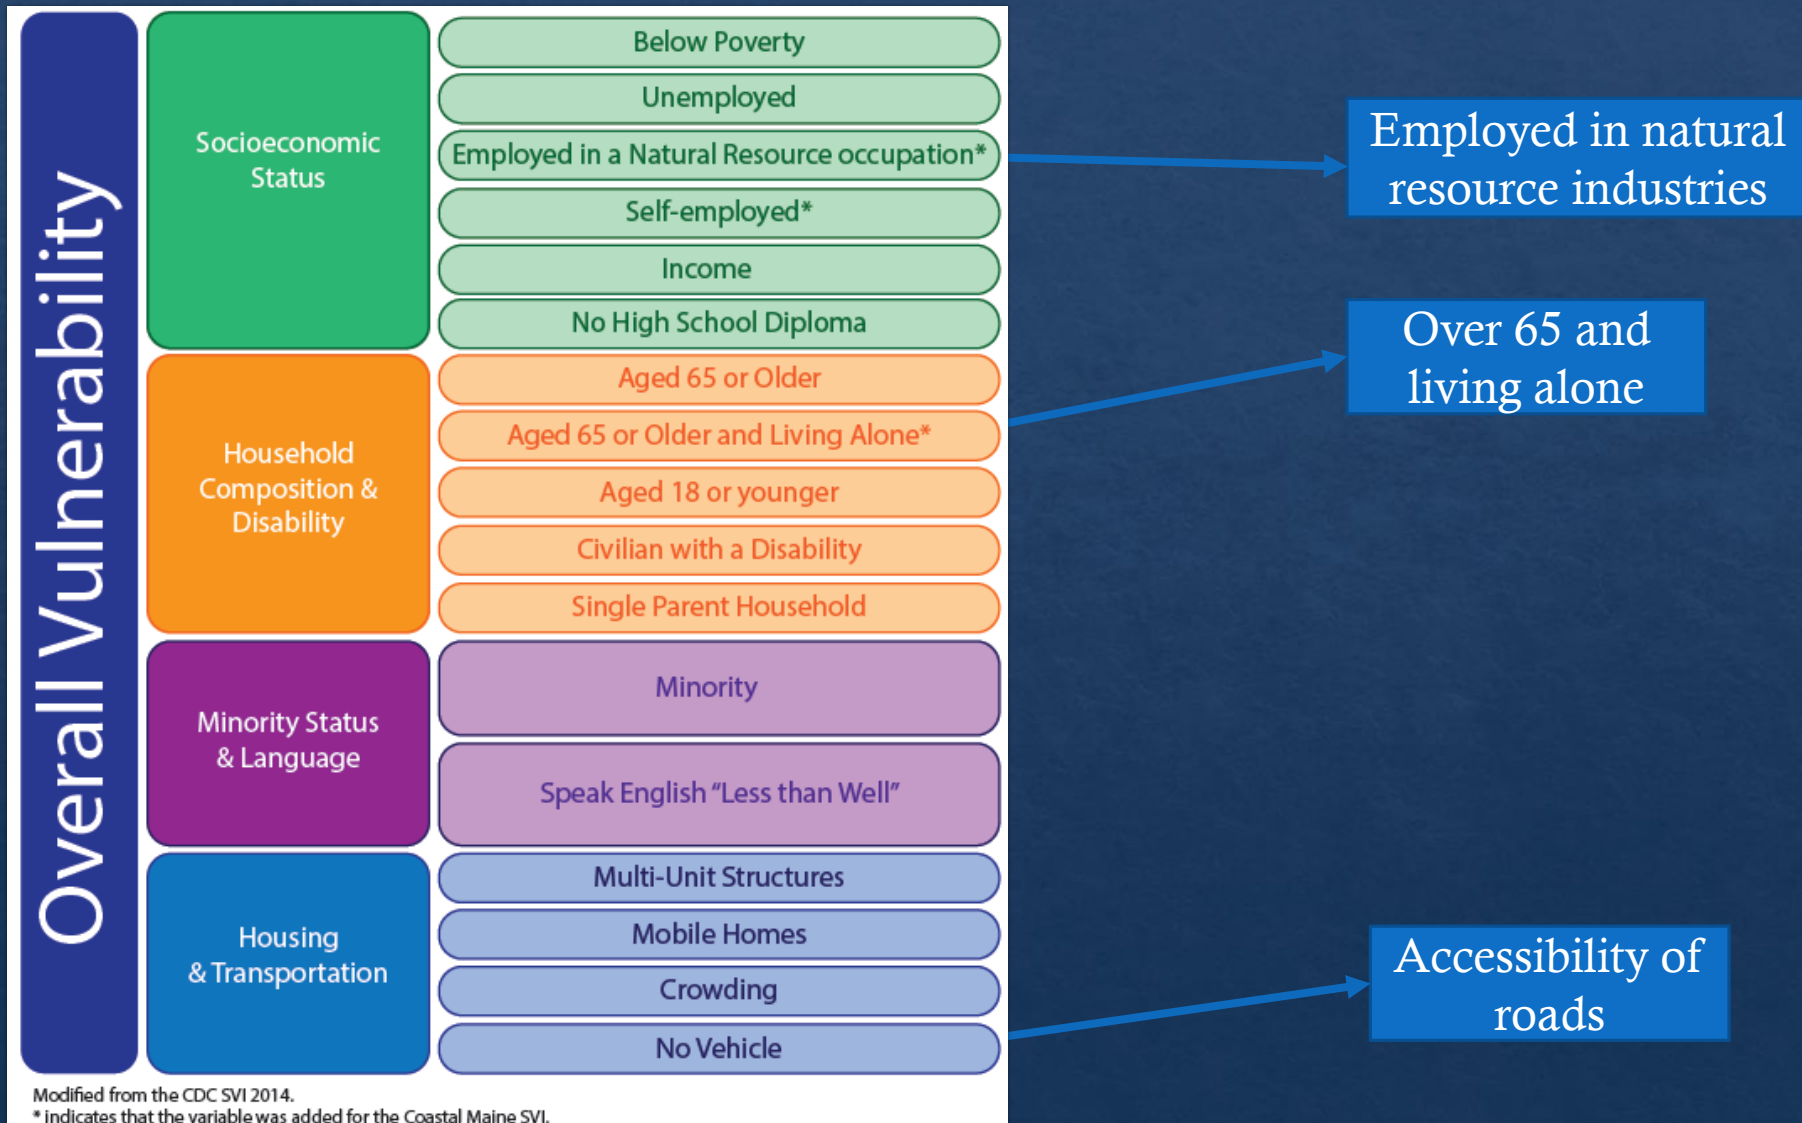 Overall Vulnerability
Socioeconomic
Status
Below Poverty
Unemployed
Employed in a Natural Resource occupation*
Self-employed*
Income
No High School Diploma
Household
Composition &
Disability
Aged 65 or Older
Aged 65 or Older and Living Alone*
Aged 18 or younger
Civilian with a Disability
Single Parent Household
Minority Status
& Language
Minority
Speak English “Less than Well”
Housing
& Transportation
Multi-Unit Structures
Mobile Homes
Crowding
No Vehicle
Modified from the CDC SVI 2014.
* indicates that the variable was added for the Coastal Maine SVI.
Employed in natural
resource industries
Over 65 and
living alone
Accessibility of
roads